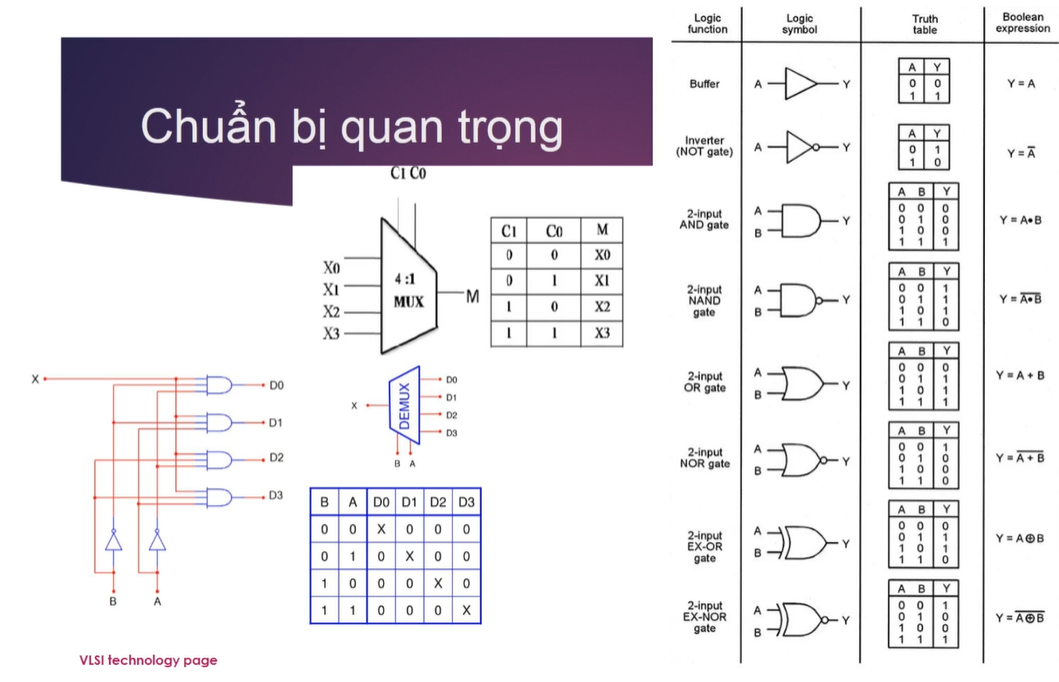 Chuẩn bị quan trọng
C1 C0
X0
X1
X2
X3
4 :1
MUX
M
C1 C0 M
0 0 X0
0 1 X1
1 0 X2
1 1 X3
X
D0
D1
D2
D3
B A
X
DEMUX
D0
D1
D2
D3
B A
B A D0 D1 D2 D3
0 0 X 0 0 0
0 1 0 X 0 0
1 0 0 0 X 0
1 1 0 0 0 X
VLSI technology page
Logic function Logic symbol Truth table Boolean expression
Buffer
A Y
A Y
0 0
1 1
Y = A
Inverter
(NOT gate)
A Y
A Y
0 1
1 0
Y = A̅
2-input
AND gate
A
B
Y
A B Y
0 0 0
0 1 0
1 0 0
1 1 1
Y = A•B
2-input
NAND
gate
A
B
Y
A B Y
0 0 1
0 1 1
1 0 1
1 1 0
Y = A̅•̅B̅
2-input
OR gate
A
B
Y
A B Y
0 0 0
0 1 1
1 0 1
1 1 1
Y = A + B
2-input
NOR gate
A
B
Y
A B Y
0 0 1
0 1 0
1 0 0
1 1 0
Y = A̅ ̅+̅ ̅B̅
2-input
EX-OR
gate
A
B
Y
A B Y
0 0 0
0 1 1
1 0 1
1 1 0
Y = A⊕B
2-input
EX-NOR
gate
A
B
Y
A B Y
0 0 1
0 1 0
1 0 0
1 1 1
Y = A̅⊕̅B̅